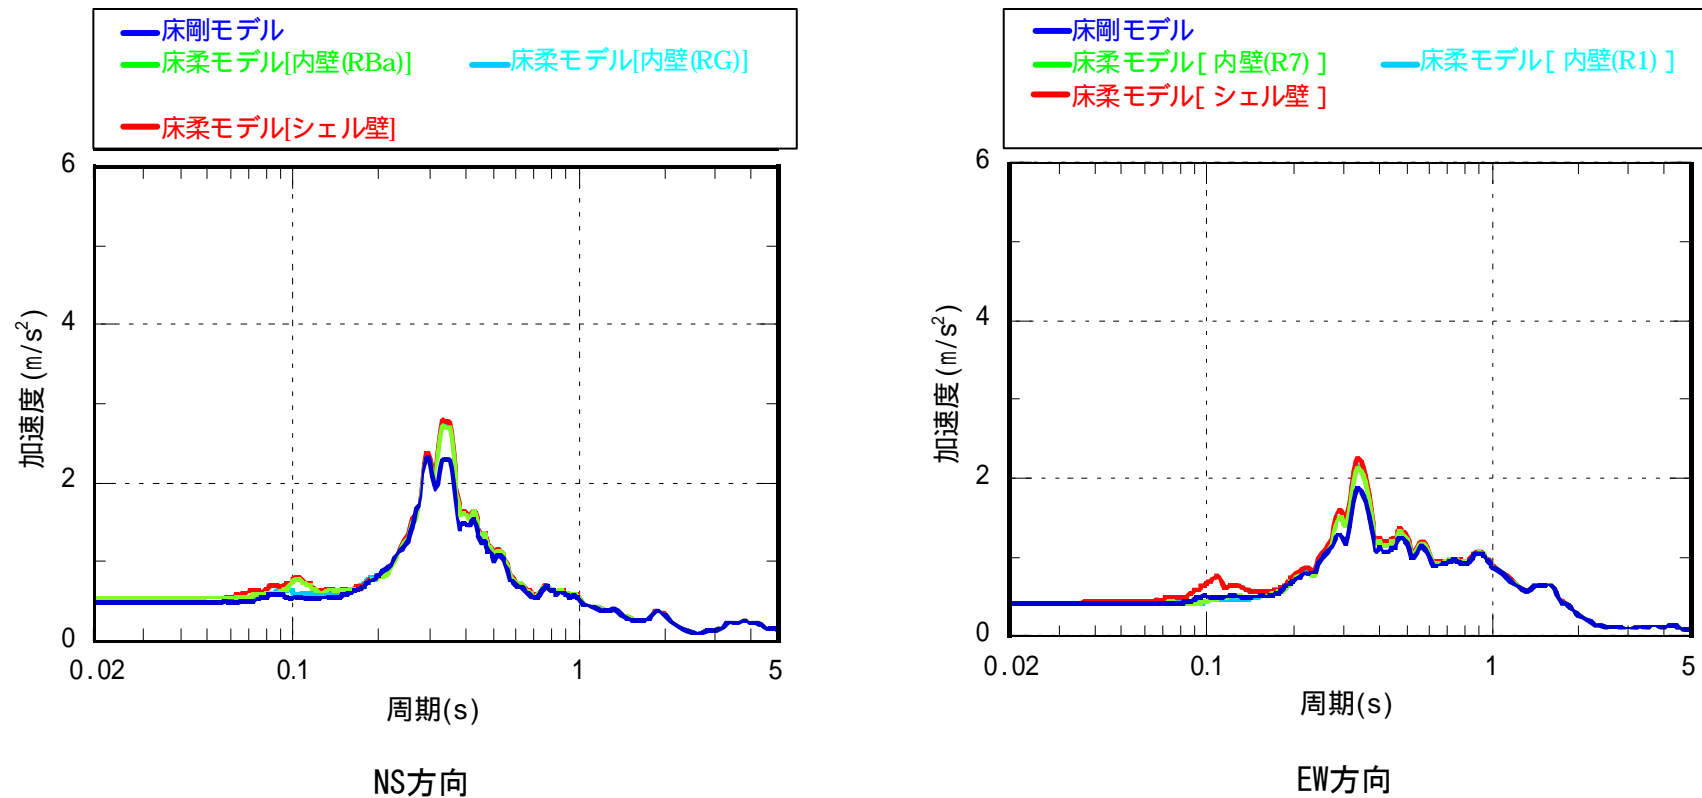 床剛モデル
床柔モデル[内壁(RBa)] 床柔モデル[内壁(RG)]
床柔モデル[シェル壁]
6
4
2
0
加速度(m/s²)
0.02 0.1 1 5
周期(s)
NS方向
床剛モデル
床柔モデル[ 内壁(R7) ] 床柔モデル[ 内壁(R1) ]
床柔モデル[ シェル壁 ]
6
4
2
0
加速度(m/s²)
0.02 0.1 1 5
周期(s)
EW方向